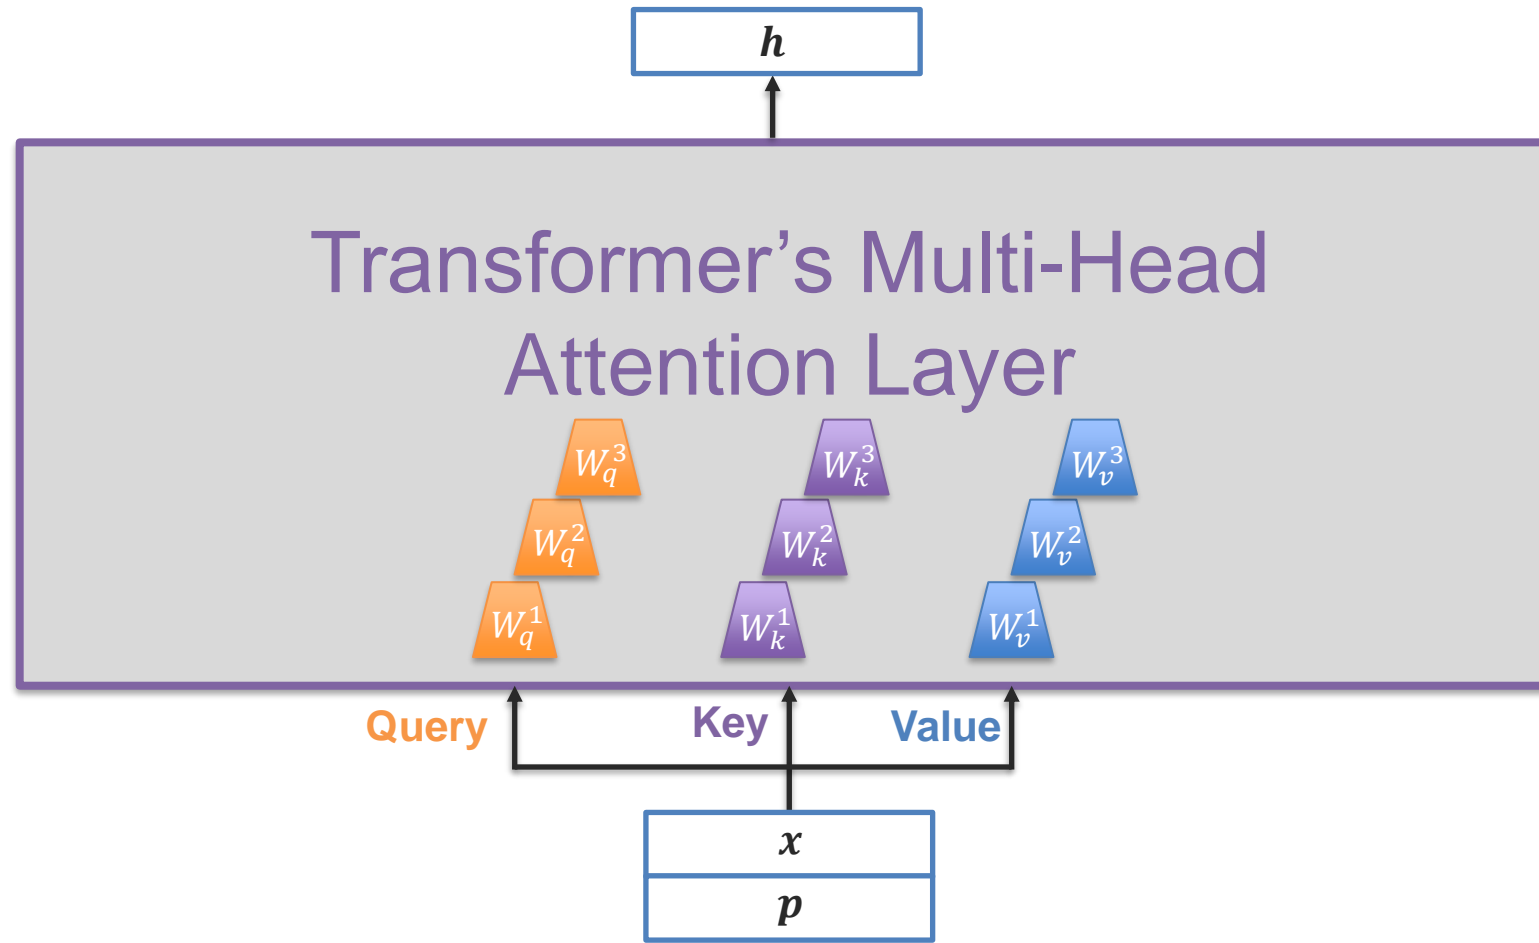 h
Transformer’s Multi-Head
Attention Layer
W_q^3 W_k^3 W_v^3
W_q^2 W_k^2 W_v^2
W_q^1 W_k^1 W_v^1
Query Key Value
x
p